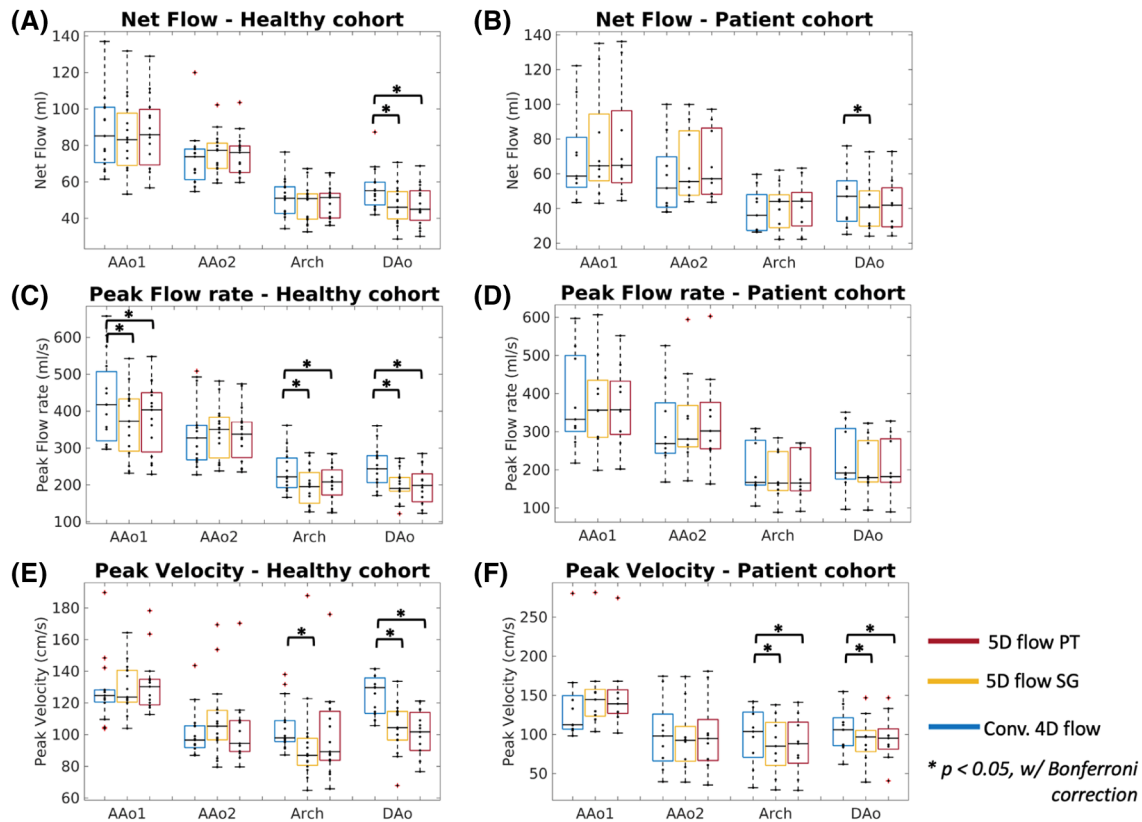 (A) Net Flow - Healthy cohort
Net Flow (ml)
140
120
100
80
60
40
*
*
AAo1 AAo2 Arch DAo
(B) Net Flow - Patient cohort
Net Flow (ml)
140
120
100
80
60
40
20
*
AAo1 AAo2 Arch DAo
(C) Peak Flow rate - Healthy cohort
Peak Flow rate (ml/s)
600
500
400
300
200
100
*
*
*
*
*
*
AAo1 AAo2 Arch DAo
(D) Peak Flow rate - Patient cohort
Peak Flow rate (ml/s)
600
500
400
300
200
100
AAo1 AAo2 Arch DAo
(E) Peak Velocity - Healthy cohort
Peak Velocity (cm/s)
180
160
140
120
100
80
60
*
*
*
AAo1 AAo2 Arch DAo
(F) Peak Velocity - Patient cohort
Peak Velocity (cm/s)
250
200
150
100
50
*
*
*
*
AAo1 AAo2 Arch DAo
5D flow PT
5D flow SG
Conv. 4D flow
* p < 0.05, w/ Bonferroni
correction